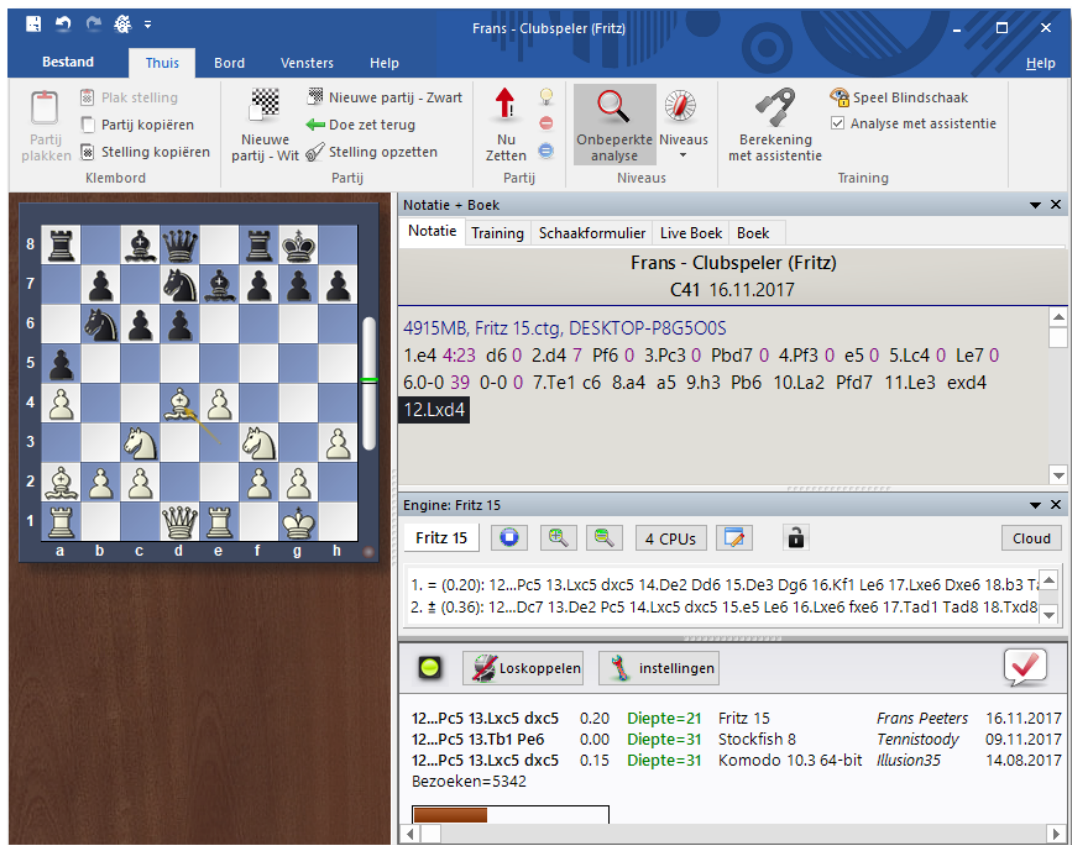 Frans - Clubspeler (Fritz)
Bestand Thuis Bord Vensters Help Help
Partij plakken
Plak stelling
Partij kopiëren
Stelling kopiëren
Klembord
Nieuwe partij - Wit
Nieuwe partij - Zwart
Doe zet terug
Stelling opzetten
Partij
Nu Zetten
Partij
Onbeperkte analyse
Niveaus
Niveaus
Berekening met assistentie
Speel Blindschaak
Analyse met assistentie
Training
8
7
6
5
4
3
2
1
a b c d e f g h
Notatie + Boek
Notatie Training Schaakformulier Live Boek Boek
Frans - Clubspeler (Fritz)
C41 16.11.2017
4915MB, Fritz 15.ctg, DESKTOP-P8G5O0S
1.e4 4:23 d6 0 2.d4 7 Pf6 0 3.Pc3 0 Pbd7 0 4.Pf3 0 e5 0 5.Lc4 0 Le7 0
6.0-0 39 0-0 0 7.Te1 c6 8.a4 a5 9.h3 Pb6 10.La2 Pfd7 11.Le3 exd4
12.Lxd4
Engine: Fritz 15
Fritz 15 4 CPUs Cloud
1. = (0.20): 12...Pc5 13.Lxc5 dxc5 14.De2 Dd6 15.De3 Dg6 16.Kf1 Le6 17.Lxe6 Dxe6 18.b3
2. ± (0.36): 12...Dc7 13.De2 Pc5 14.Lxc5 dxc5 15.e5 Le6 16.Lxe6 fxe6 17.Tad1 Tad8 18.Txd8
Loskoppelen instellingen
12...Pc5 13.Lxc5 dxc5 0.20 Diepte=21 Fritz 15 Frans Peeters 16.11.2017
12...Pc5 13.Tb1 Pe6 0.00 Diepte=31 Stockfish 8 Tennistoody 09.11.2017
12...Pc5 13.Lxc5 dxc5 0.15 Diepte=31 Komodo 10.3 64-bit Illusion35 14.08.2017
Bezoeken=5342